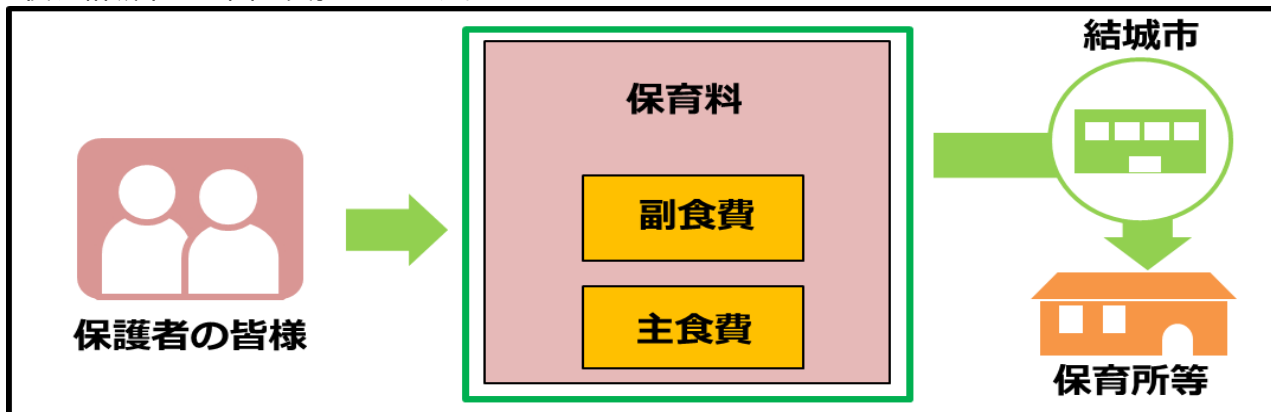 保育料
副食費
主食費
保護者の皆様
結城市
保育所等